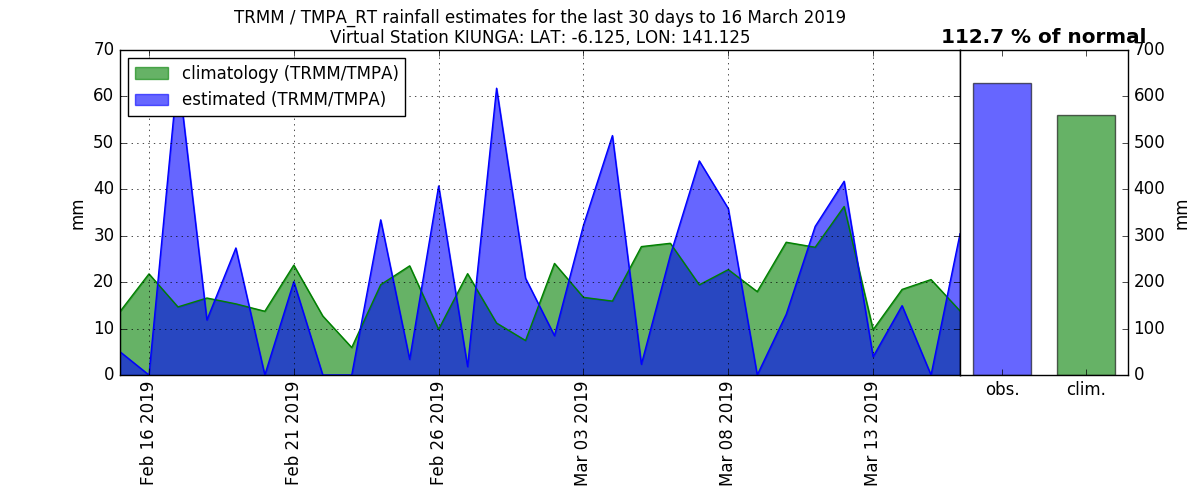 TRMM / TMPA_RT rainfall estimates for the last 30 days to 16 March 2019
Virtual Station KIUNGA: LAT: -6.125, LON: 141.125
112.7 % of normal
climatology (TRMM/TMPA)
estimated (TRMM/TMPA)
70
60
50
40
30
20
10
0
mm
Feb 16 2019
Feb 21 2019
Feb 26 2019
Mar 03 2019
Mar 08 2019
Mar 13 2019
700
600
500
400
300
200
100
0
mm
obs.
clim.